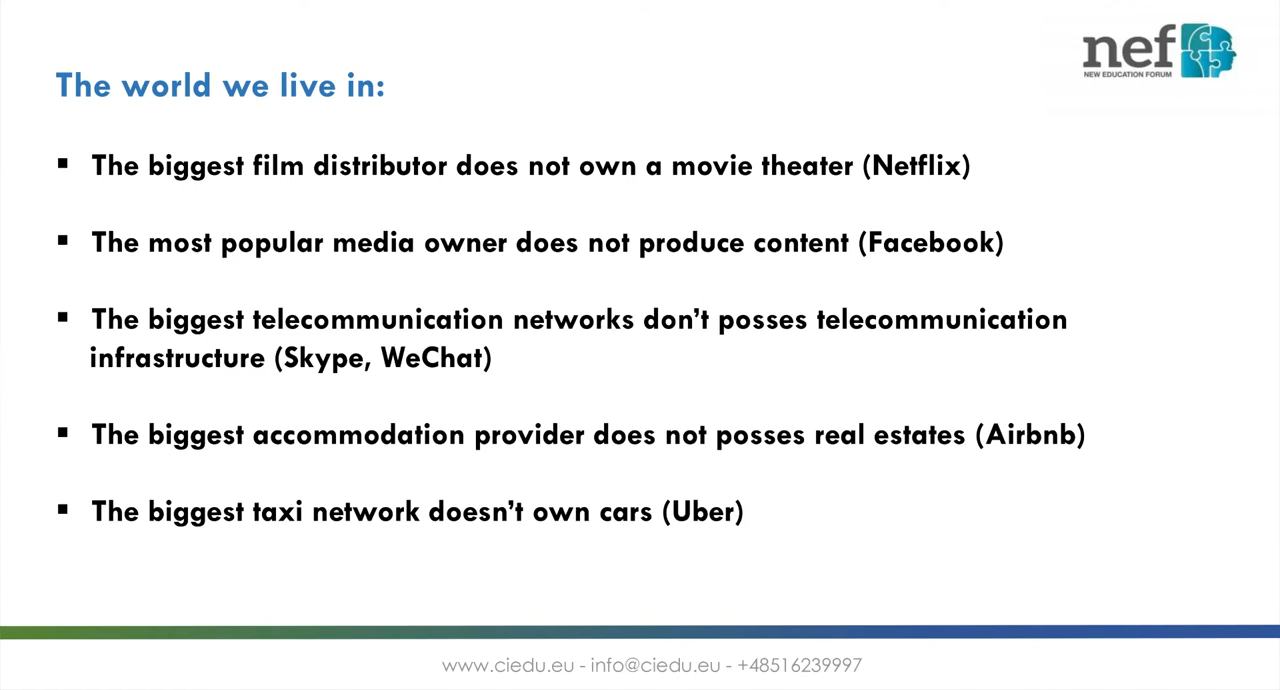 nef
NEW EDUCATION FORUM
The world we live in:
▪ The biggest film distributor does not own a movie theater (Netflix)
▪ The most popular media owner does not produce content (Facebook)
▪ The biggest telecommunication networks don’t posses telecommunication
infrastructure (Skype, WeChat)
▪ The biggest accommodation provider does not posses real estates (Airbnb)
▪ The biggest taxi network doesn’t own cars (Uber)
www.ciedu.eu - info@ciedu.eu - +48516239997